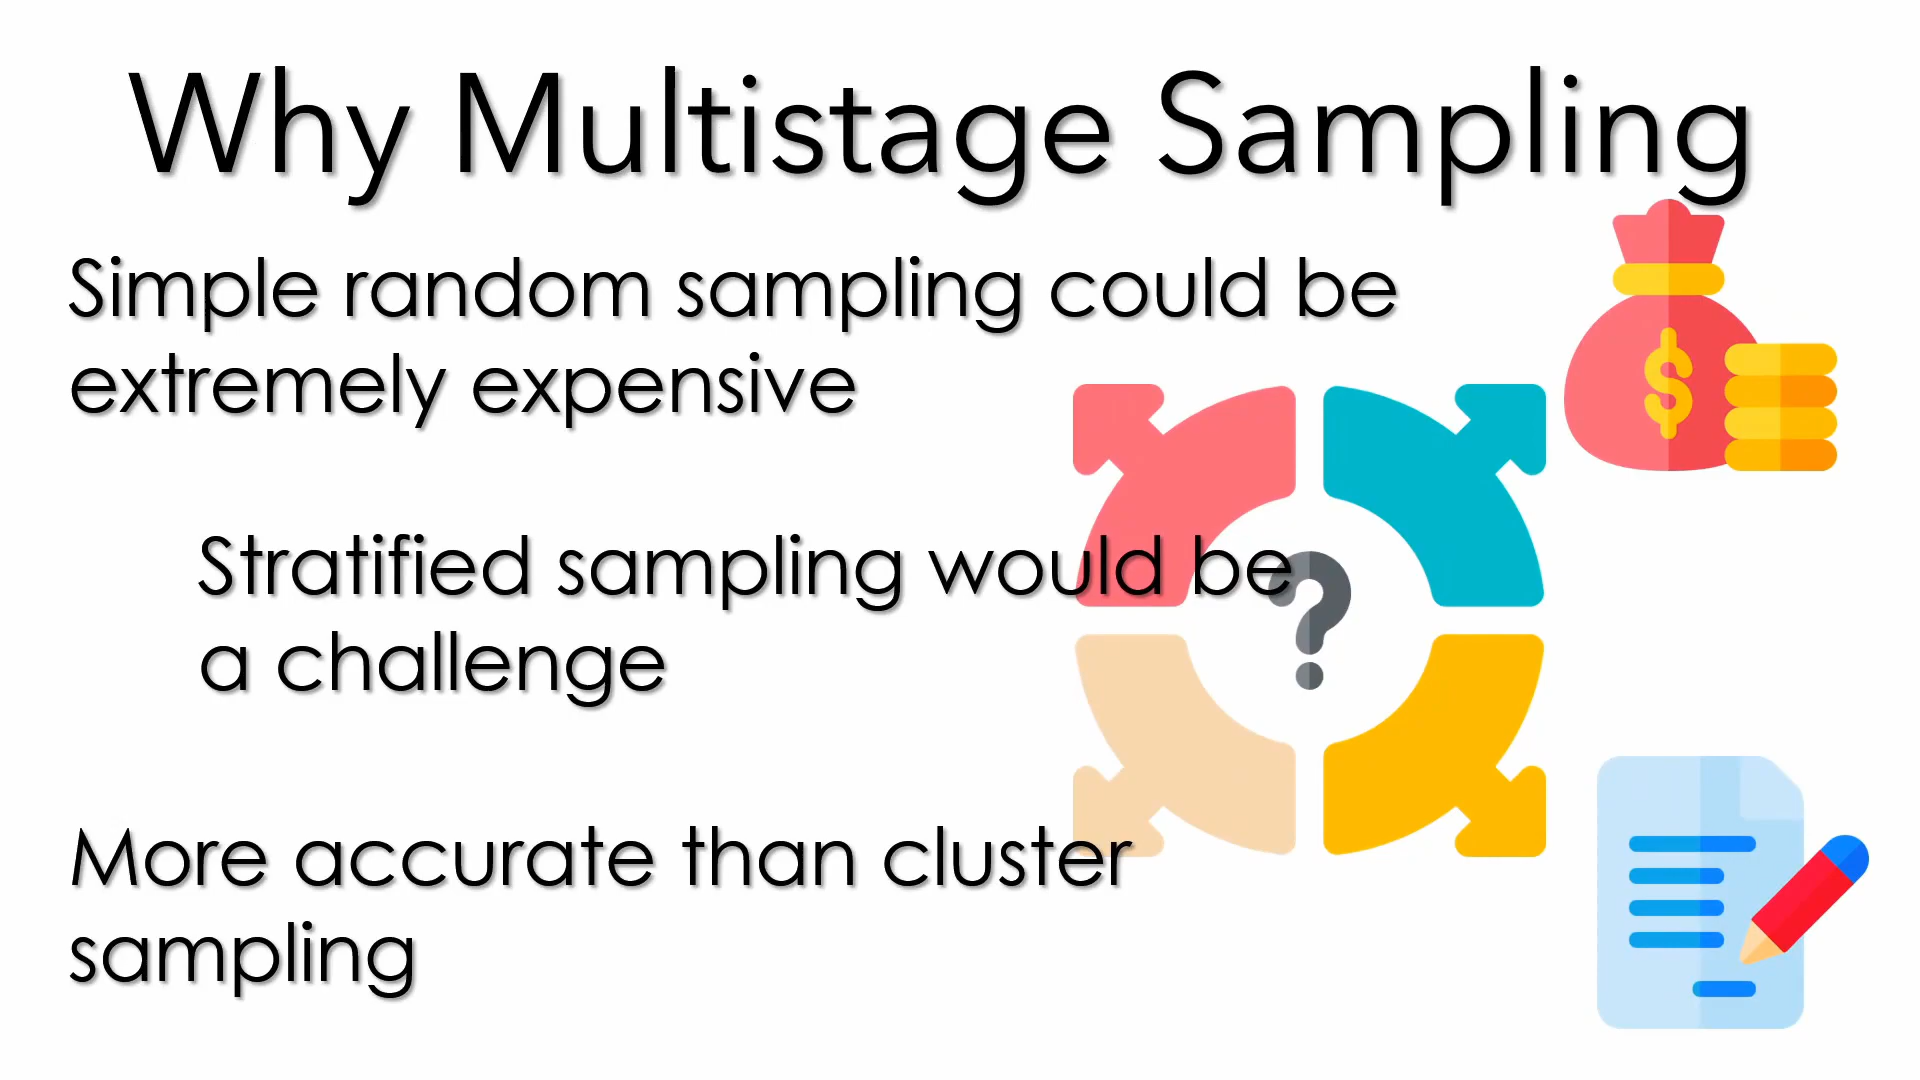 Why Multistage Sampling
Simple random sampling could be
extremely expensive
$
Stratified sampling would be
?
a challenge
More accurate than cluster
sampling